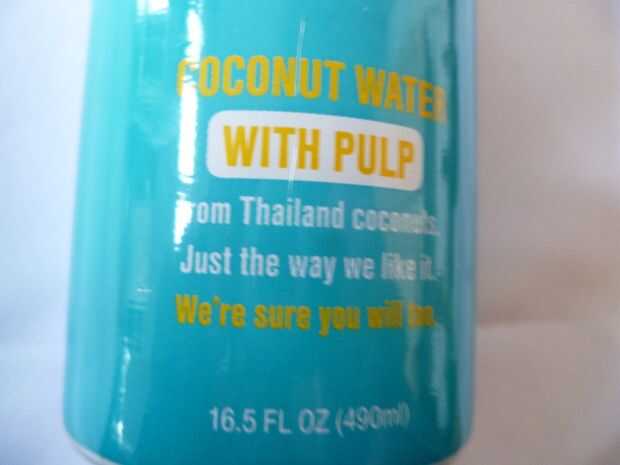 COCONUT WATER
WITH PULP
From Thailand coconuts.
Just the way we like it.
We're sure you will too.
16.5 FL OZ (490ml)